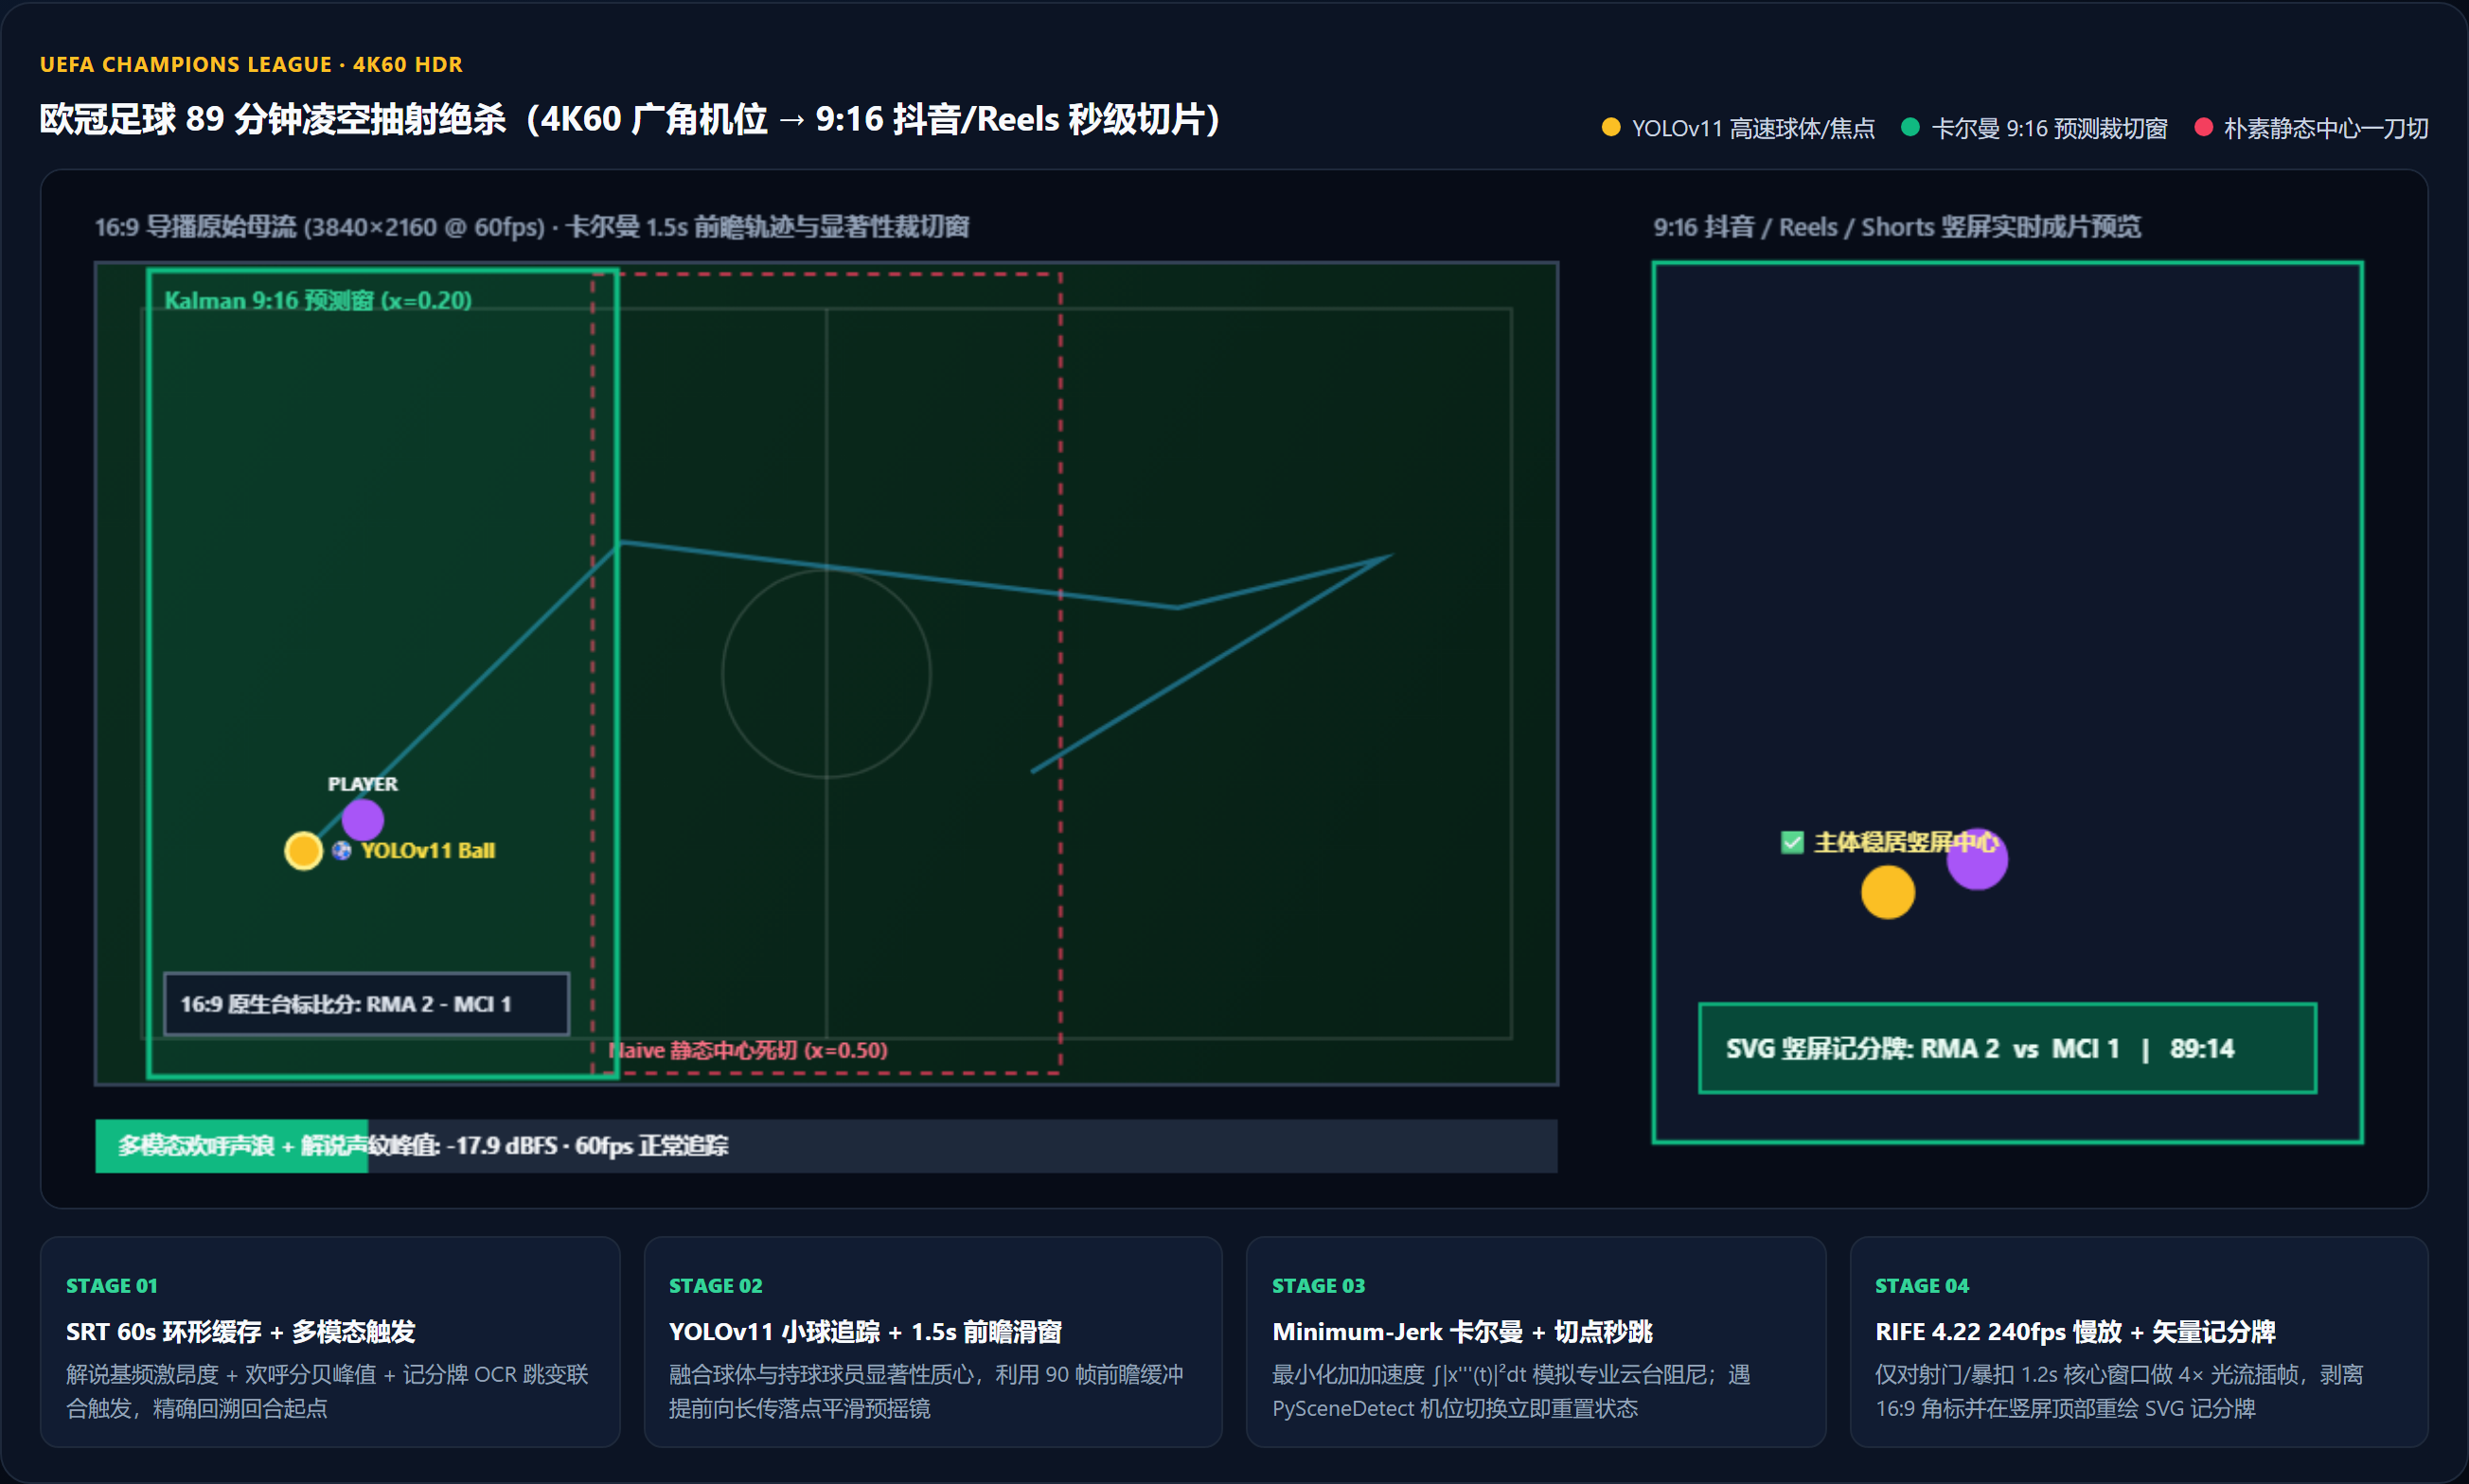 UEFA CHAMPIONS LEAGUE · 4K60 HDR
欧冠足球 89 分钟凌空抽射绝杀（4K60 广角机位 → 9:16 抖音/Reels 秒级切片）
YOLOv11 高速球体/焦点
卡尔曼 9:16 预测裁切窗
朴素静态中心一刀切
16:9 导播原始母流 (3840×2160 @ 60fps) · 卡尔曼 1.5s 前瞻轨迹与显著性裁切窗
Kalman 9:16 预测窗 (x=0.20)
PLAYER
⚽ YOLOv11 Ball
16:9 原生台标比分: RMA 2 - MCI 1
Naive 静态中心死切 (x=0.50)
多模态欢呼声浪 + 解说声纹峰值: -17.9 dBFS · 60fps 正常追踪
9:16 抖音 / Reels / Shorts 竖屏实时成片预览
✅ 主体稳居竖屏中心
SVG 竖屏记分牌: RMA 2 vs MCI 1 | 89:14
STAGE 01
SRT 60s 环形缓存 + 多模态触发
解说基频激昂度 + 欢呼分贝峰值 + 记分牌 OCR 跳变联
合触发，精确回溯回合起点
STAGE 02
YOLOv11 小球追踪 + 1.5s 前瞻滑窗
融合球体与持球球员显著性质心，利用 90 帧前瞻缓冲
提前向长传落点平滑预摇镜
STAGE 03
Minimum-Jerk 卡尔曼 + 切点秒跳
最小化加加速度 ∫|x'''(t)|²dt 模拟专业云台阻尼；遇
PySceneDetect 机位切换立即重置状态
STAGE 04
RIFE 4.22 240fps 慢放 + 矢量记分牌
仅对射门/暴扣 1.2s 核心窗口做 4× 光流插帧，剥离
16:9 角标并在竖屏顶部重绘 SVG 记分牌